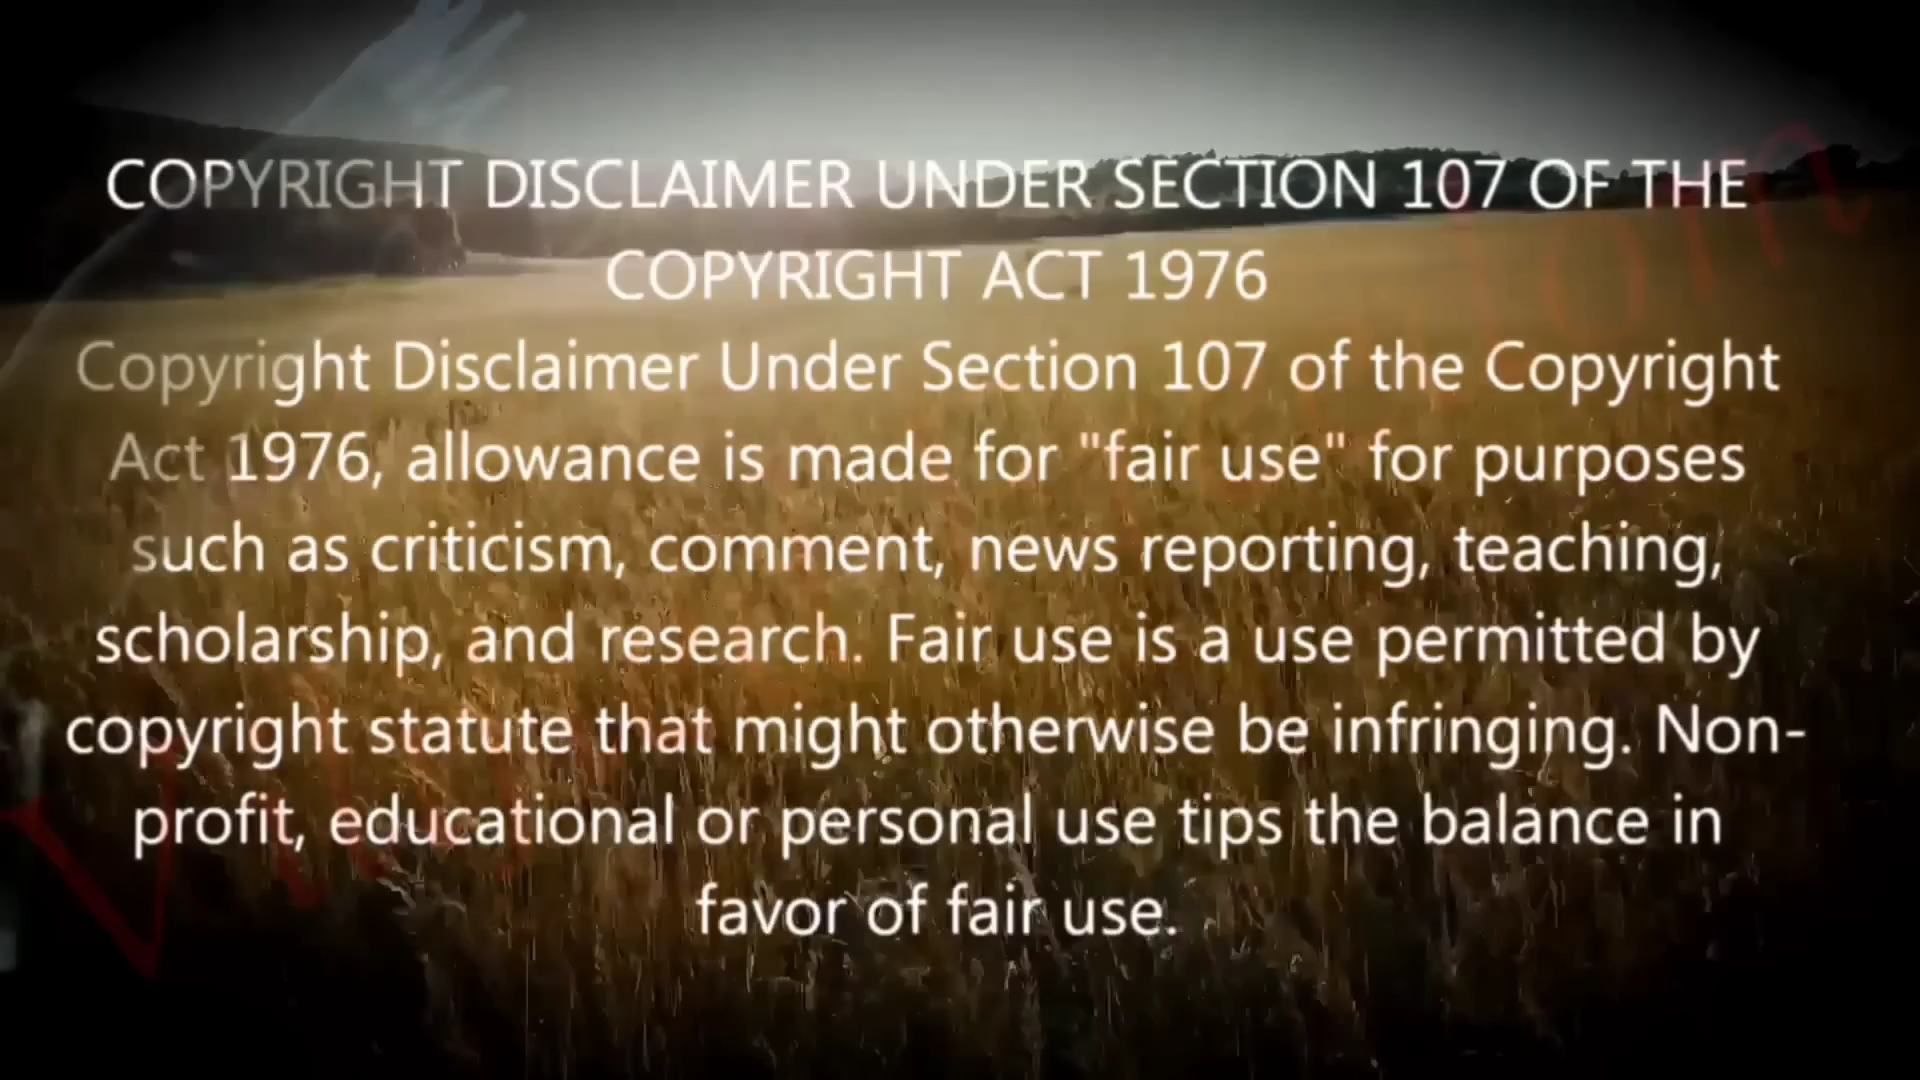 COPYRIGHT DISCLAIMER UNDER SECTION 107 OF THE
COPYRIGHT ACT 1976
Copyright Disclaimer Under Section 107 of the Copyright
Act 1976, allowance is made for "fair use" for purposes
such as criticism, comment, news reporting, teaching,
scholarship, and research. Fair use is a use permitted by
copyright statute that might otherwise be infringing. Non-
profit, educational or personal use tips the balance in
favor of fair use.